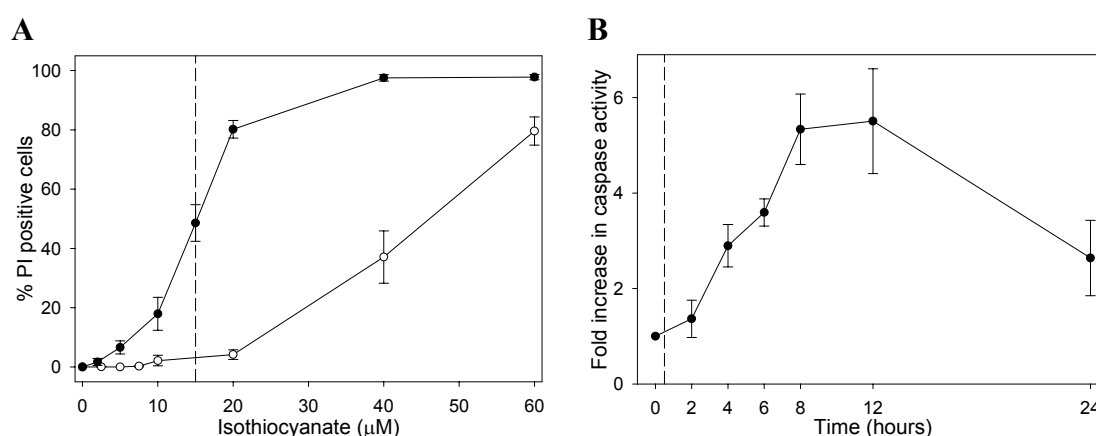 A
% PI positive cells
100
80
60
40
20
0
0 10 20 30 40 50 60
Isothiocyanate (μM)
B
Fold increase in caspase activity
6
4
2
0
0 2 4 6 8 12 24
Time (hours)